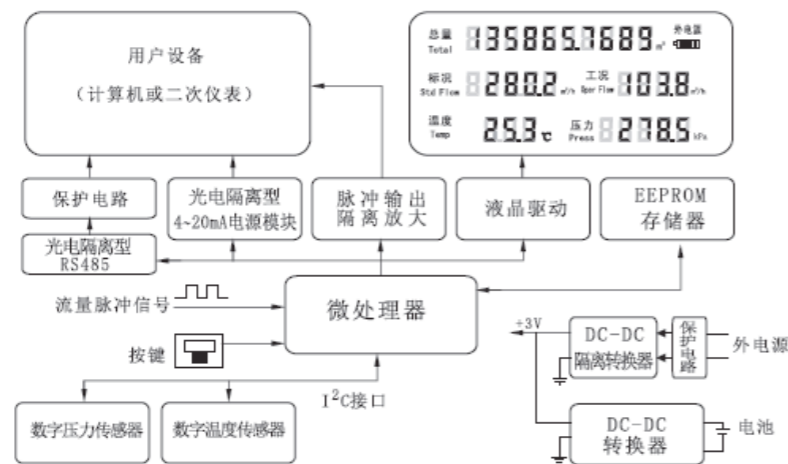 用户设备
（计算机或二次仪表）
总量 135865.7689 m³ 外电源
Total
标况 280.2 m³/h 工况 103.8 m³/h
Std Flow Oper Flow
温度 25.3 ℃ 压力 278.5 kPa
Temp Press
保护电路
光电隔离型
4~20mA电源模块
脉冲输出
隔离放大
液晶驱动
EEPROM
存储器
光电隔离型
RS485
流量脉冲信号
微处理器
按键
I²C接口
数字压力传感器
数字温度传感器
+3V
DC-DC
隔离转换器
保护电路
外电源
DC-DC
转换器
电池